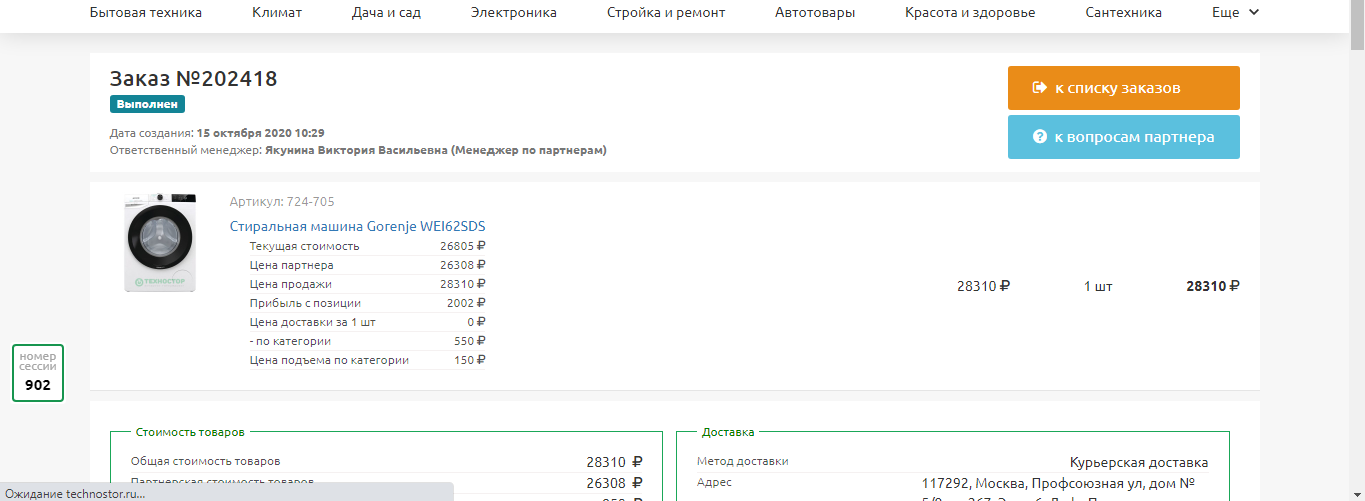 Бытовая техника Климат Дача и сад Электроника Стройка и ремонт Автотовары Красота и здоровье Сантехника Еще
Заказ №202418
Выполнен
Дата создания: 15 октября 2020 10:29
Ответственный менеджер: Якунина Виктория Васильевна (Менеджер по партнерам)
к списку заказов
к вопросам партнера
Артикул: 724-705
Стиральная машина Gorenje WEI62SDS
Текущая стоимость 26805 ₽
Цена партнера 26308 ₽
Цена продажи 28310 ₽
Прибыль с позиции 2002 ₽
Цена доставки за 1 шт 0 ₽
- по категории 550 ₽
Цена подъема по категории 150 ₽
28310 ₽ 1 шт 28310 ₽
ТЕХНОСТОР
номер
сессии
902
Стоимость товаров
Общая стоимость товаров 28310 ₽
Партнерская стоимость товаров 26308 ₽
Доставка
Метод доставки Курьерская доставка
Адрес 117292, Москва, Профсоюзная ул, дом №
Ожидание technostor.ru...